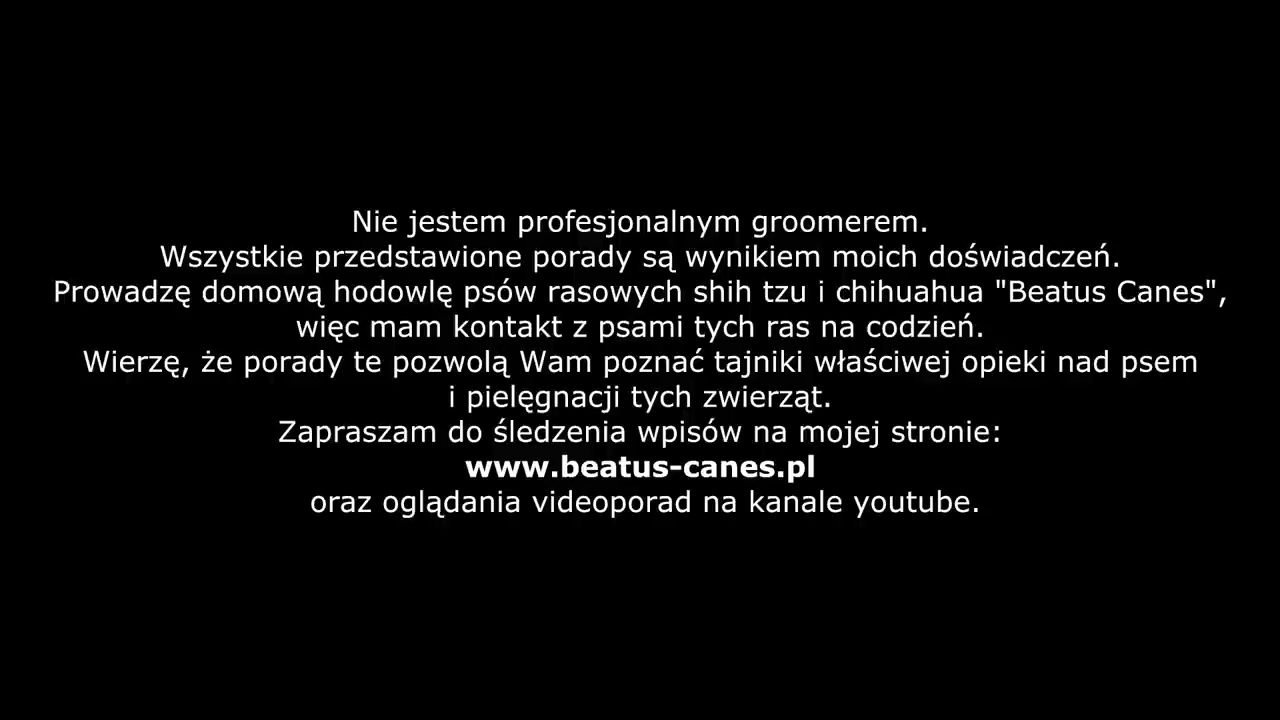 Nie jestem profesjonalnym groomerem.
Wszystkie przedstawione porady są wynikiem moich doświadczeń.
Prowadzę domową hodowlę psów rasowych shih tzu i chihuahua "Beatus Canes",
więc mam kontakt z psami tych ras na codzień.
Wierzę, że porady te pozwolą Wam poznać tajniki właściwej opieki nad psem
i pielęgnacji tych zwierząt.
Zapraszam do śledzenia wpisów na mojej stronie:
www.beatus-canes.pl
oraz oglądania videoporad na kanale youtube.